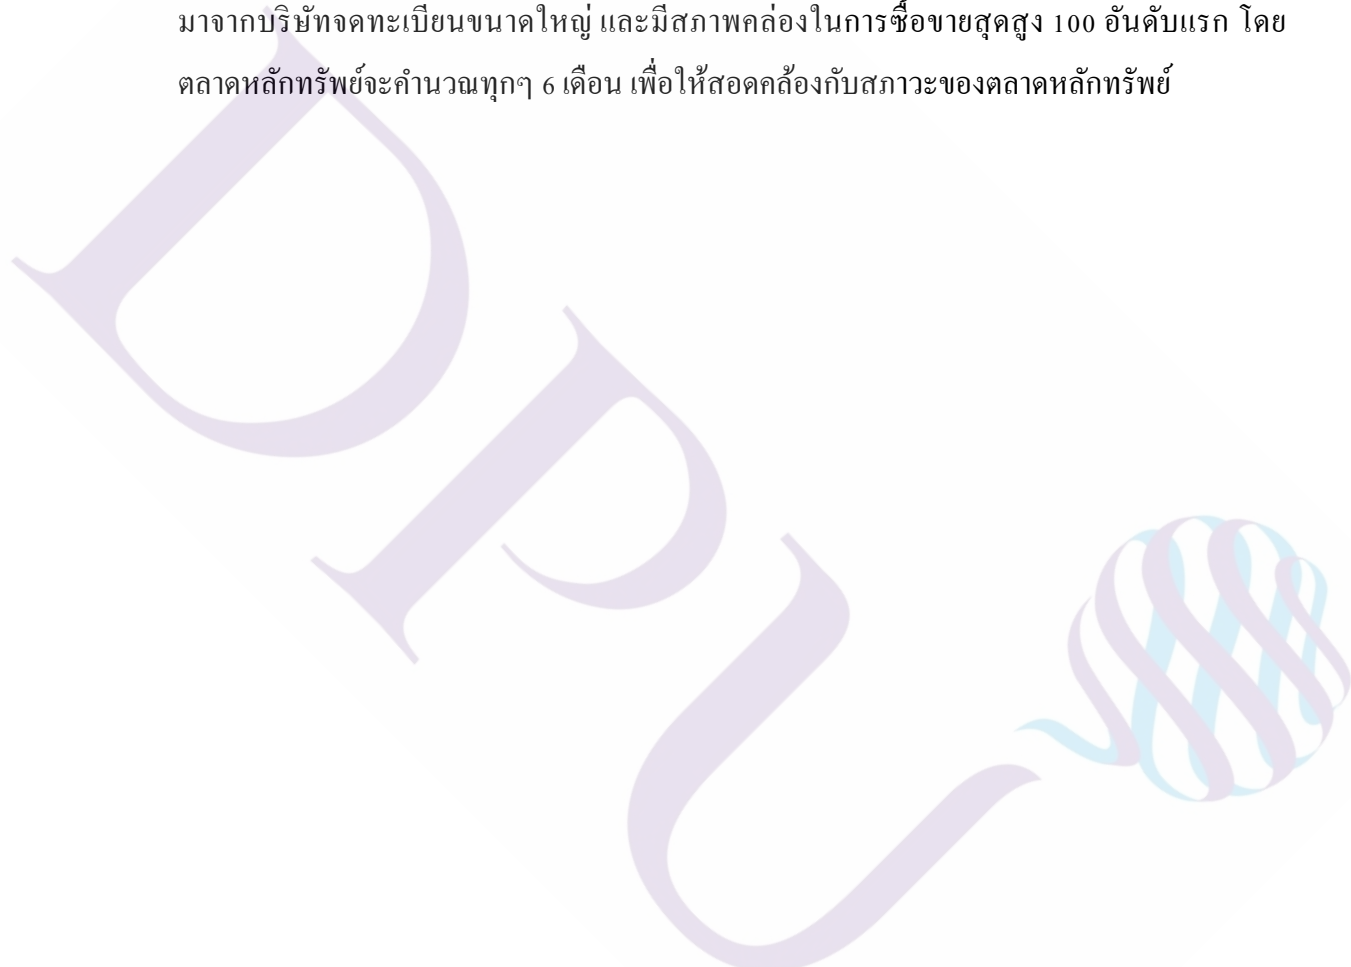 มาจากบริษัทจดทะเบียนขนาดใหญ่ และมีสภาพคล่องในการซื้อขายสุดสูง 100 อันดับแรก โดย
ตลาดหลักทรัพย์จะคำนวณทุกๆ 6 เดือน เพื่อให้สอดคล้องกับสภาวะของตลาดหลักทรัพย์
DPU